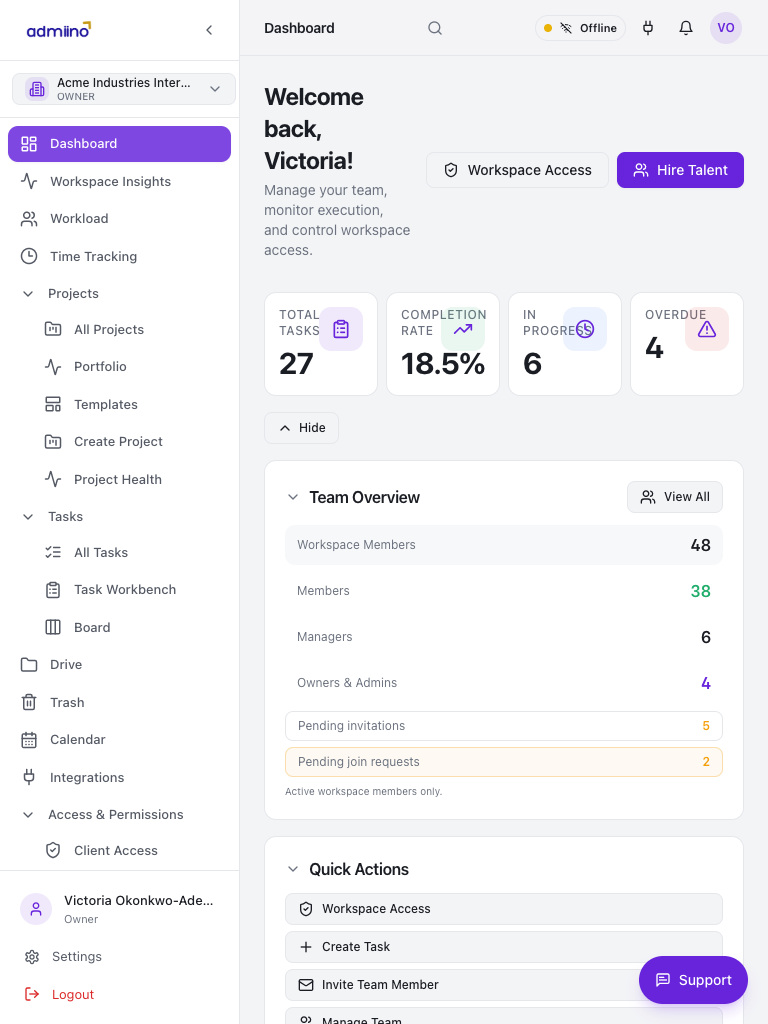 admiino
Acme Industries Inter...
OWNER
Dashboard
Workspace Insights
Workload
Time Tracking
Projects
All Projects
Portfolio
Templates
Create Project
Project Health
Tasks
All Tasks
Task Workbench
Board
Drive
Trash
Calendar
Integrations
Access & Permissions
Client Access
Victoria Okonkwo-Ade...
Owner
Settings
Logout
Dashboard
Offline
VO
Welcome
back,
Victoria!
Manage your team,
monitor execution,
and control workspace
access.
Workspace Access
Hire Talent
TOTAL
TASKS
27
COMPLETION
RATE
18.5%
IN
PROGRESS
6
OVERDUE
4
Hide
Team Overview
View All
Workspace Members 48
Members 38
Managers 6
Owners & Admins 4
Pending invitations 5
Pending join requests 2
Active workspace members only.
Quick Actions
Workspace Access
Create Task
Invite Team Member
Manage Team
Support